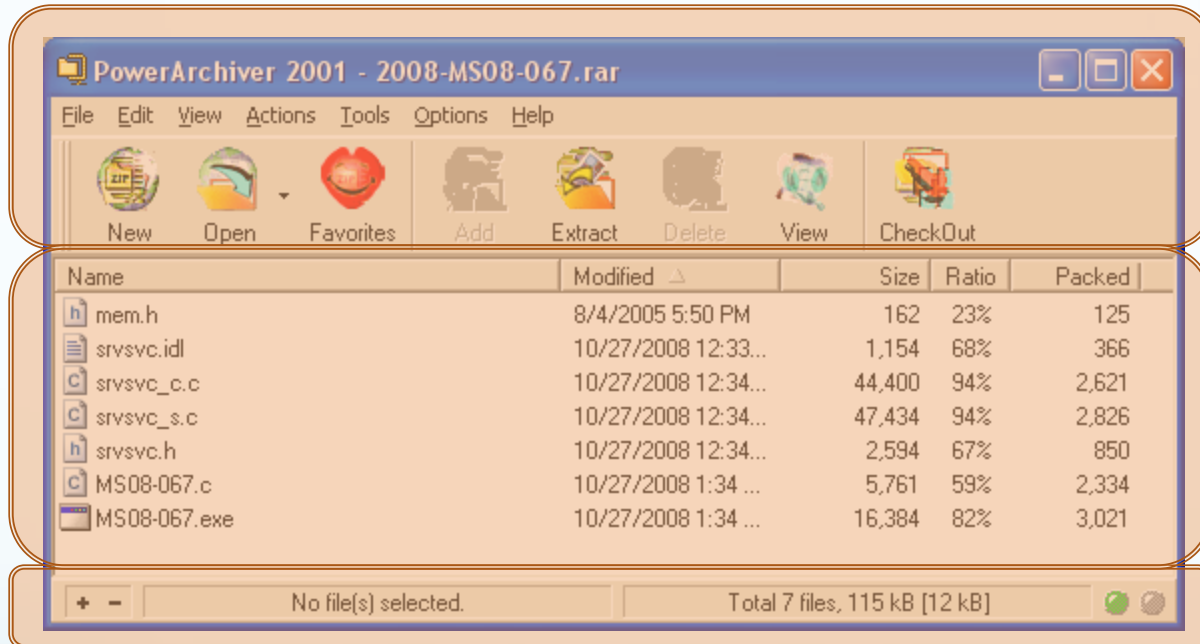 PowerArchiver 2001 - 2008-MS08-067.rar
File Edit View Actions Tools Options Help
New Open Favorites Add Extract Delete View CheckOut
Name Modified Size Ratio Packed
mem.h 8/4/2005 5:50 PM 162 23% 125
srvsvc.idl 10/27/2008 12:33... 1,154 68% 366
srvsvc_c.c 10/27/2008 12:34... 44,400 94% 2,621
srvsvc_s.c 10/27/2008 12:34... 47,434 94% 2,826
srvsvc.h 10/27/2008 12:34... 2,594 67% 850
MS08-067.c 10/27/2008 1:34 ... 5,761 59% 2,334
MS08-067.exe 10/27/2008 1:34 ... 16,384 82% 3,021
+ - No file(s) selected. Total 7 files, 115 kB [12 kB]